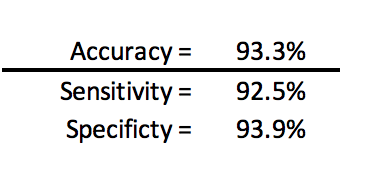 Accuracy = 93.3%
Sensitivity = 92.5%
Specificty = 93.9%